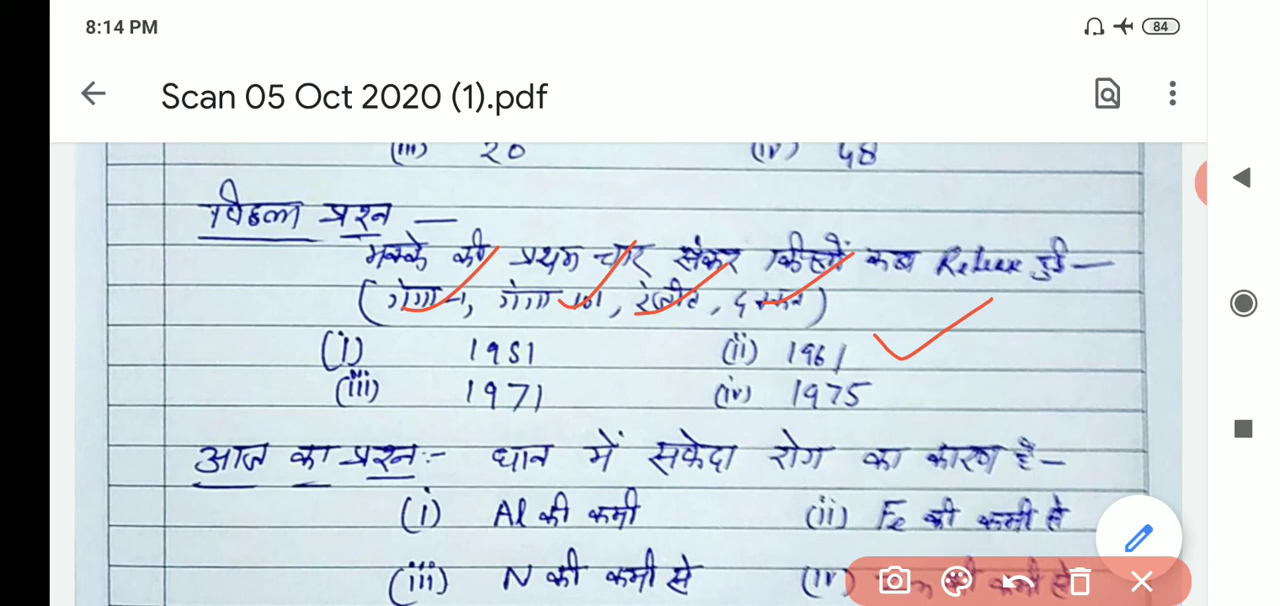 8:14 PM
84
Scan 05 Oct 2020 (1).pdf
(iii) 20 (iv) 48
पिछला प्रश्न —
मक्के की प्रथम चार संकर किस्में कब Release हुई —
(गंगा-1, गंगा 101, रंजीत, दक्कन)
(i) 1951 (ii) 1961
(iii) 1971 (iv) 1975
आज का प्रश्न :- धान में सफेदा रोग का कारण है —
(i) Al की कमी (ii) Fe की कमी से
(iii) N की कमी से (iv) की कमी से